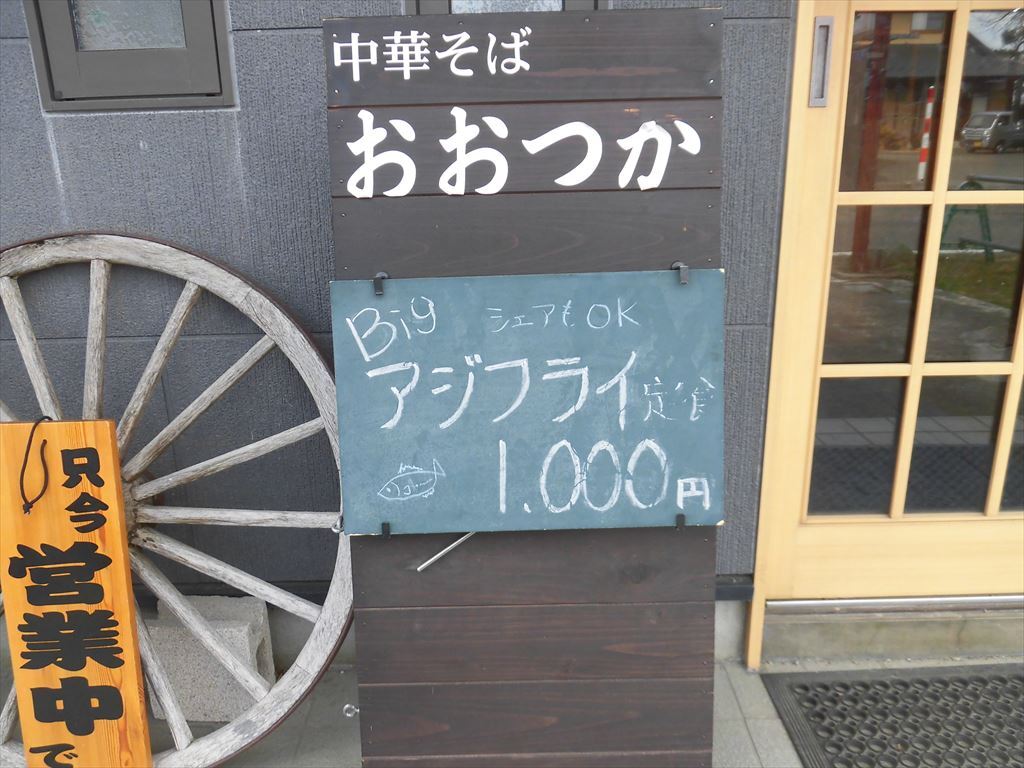 中華そば
おおつか
Big シェアもOK
アジフライ定食
1.000円
只今
営業中
で